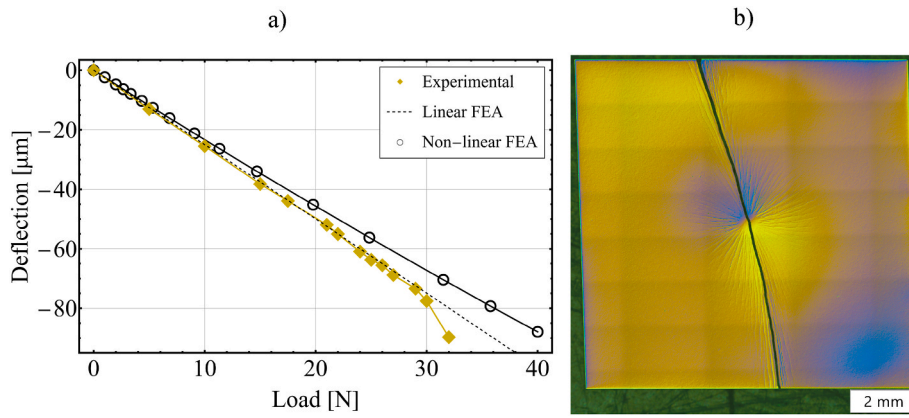 a)
b)
0
−20
−40
−60
−80
Deflection [µm]
Experimental
Linear FEA
Non−linear FEA
0
10
20
30
40
Load [N]
2 mm